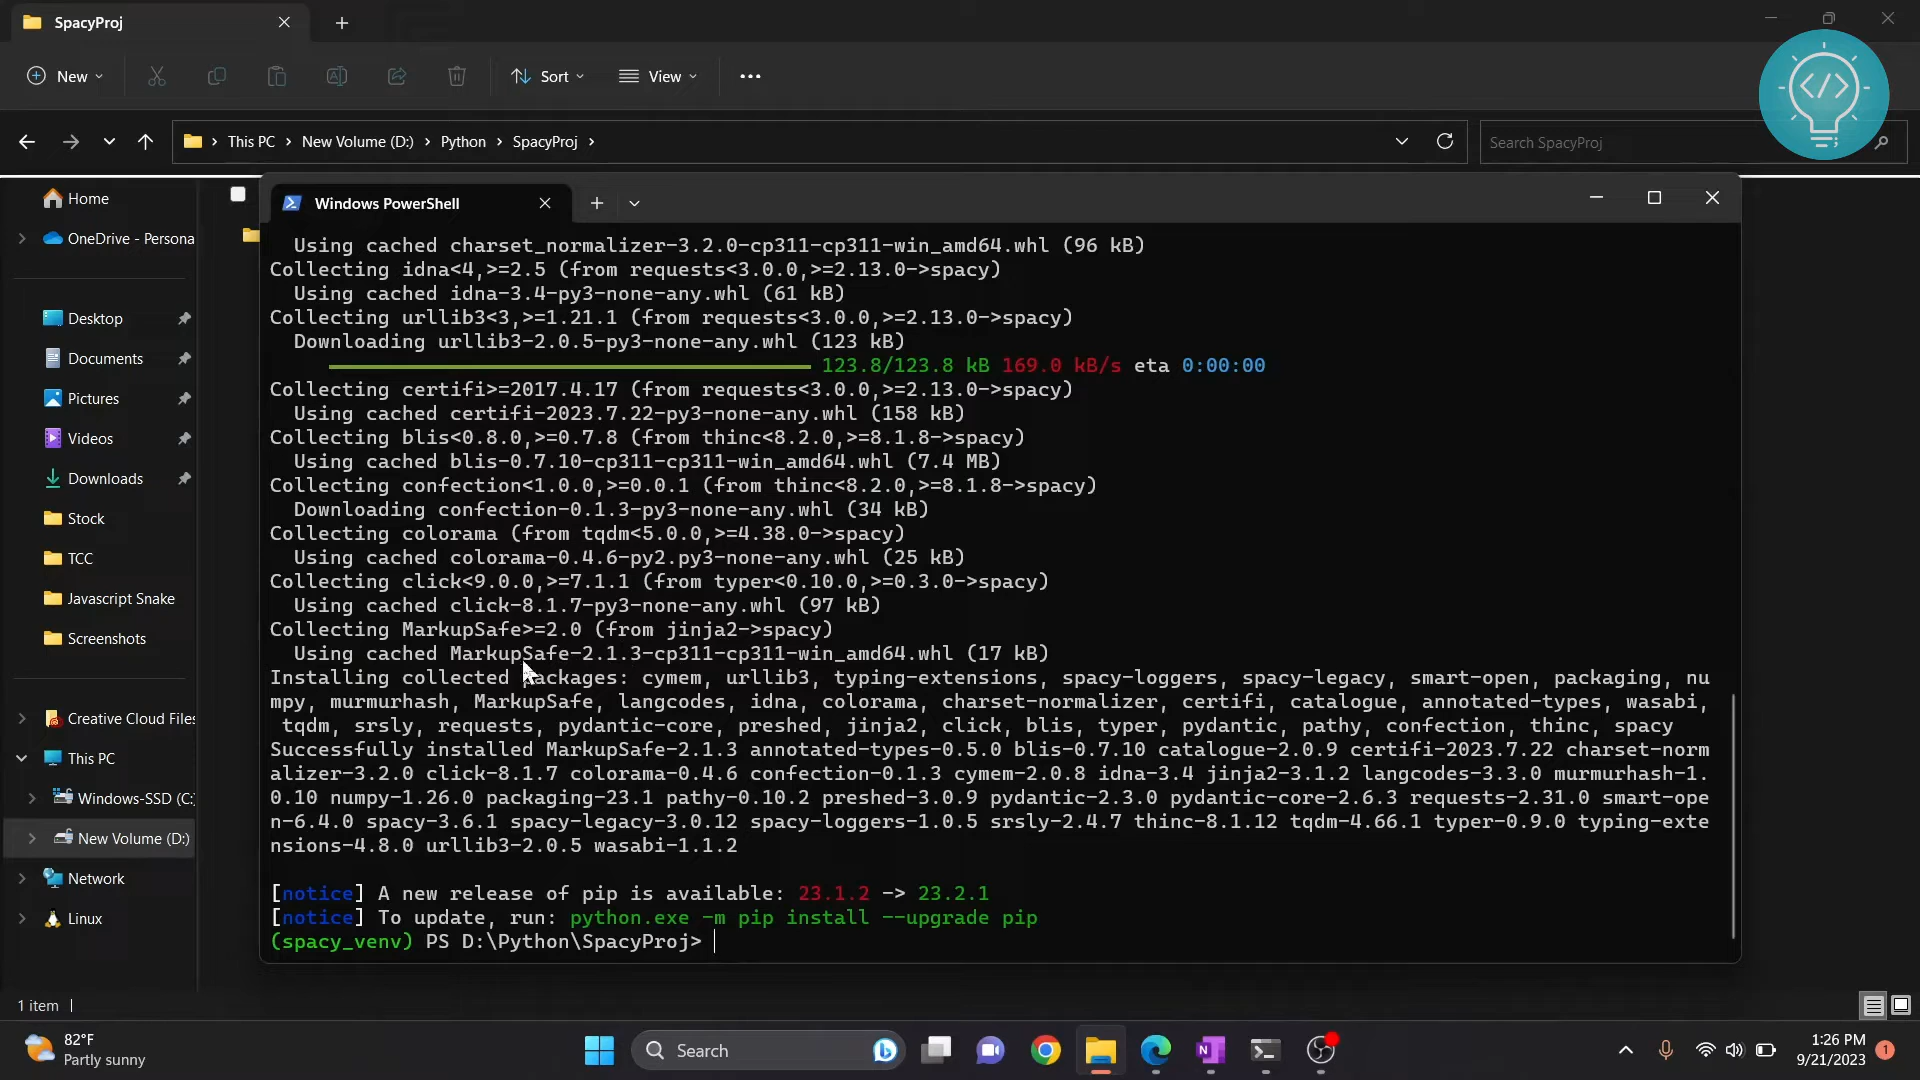 SpacyProj
New
Sort
View
This PC
New Volume (D:)
Python
SpacyProj
Search SpacyProj
</>
Home
OneDrive - Persona
Desktop
Documents
Pictures
Videos
Downloads
Stock
TCC
Javascript Snake
Screenshots
Creative Cloud Files
This PC
Windows-SSD (C:)
New Volume (D:)
Network
Linux
Windows PowerShell
Using cached charset_normalizer-3.2.0-cp311-cp311-win_amd64.whl (96 kB)
Collecting idna<4,>=2.5 (from requests<3.0.0,>=2.13.0->spacy)
Using cached idna-3.4-py3-none-any.whl (61 kB)
Collecting urllib3<3,>=1.21.1 (from requests<3.0.0,>=2.13.0->spacy)
Downloading urllib3-2.0.5-py3-none-any.whl (123 kB)
123.8/123.8 kB 169.0 kB/s eta 0:00:00
Collecting certifi>=2017.4.17 (from requests<3.0.0,>=2.13.0->spacy)
Using cached certifi-2023.7.22-py3-none-any.whl (158 kB)
Collecting blis<0.8.0,>=0.7.8 (from thinc<8.2.0,>=8.1.8->spacy)
Using cached blis-0.7.10-cp311-cp311-win_amd64.whl (7.4 MB)
Collecting confection<1.0.0,>=0.0.1 (from thinc<8.2.0,>=8.1.8->spacy)
Downloading confection-0.1.3-py3-none-any.whl (34 kB)
Collecting colorama (from tqdm<5.0.0,>=4.38.0->spacy)
Using cached colorama-0.4.6-py2.py3-none-any.whl (25 kB)
Collecting click<9.0.0,>=7.1.1 (from typer<0.10.0,>=0.3.0->spacy)
Using cached click-8.1.7-py3-none-any.whl (97 kB)
Collecting MarkupSafe>=2.0 (from jinja2->spacy)
Using cached MarkupSafe-2.1.3-cp311-cp311-win_amd64.whl (17 kB)
Installing collected packages: cymem, urllib3, typing-extensions, spacy-loggers, spacy-legacy, smart-open, packaging, nu
mpy, murmurhash, MarkupSafe, langcodes, idna, colorama, charset-normalizer, certifi, catalogue, annotated-types, wasabi,
tqdm, srsly, requests, pydantic-core, preshed, jinja2, click, blis, typer, pydantic, pathy, confection, thinc, spacy
Successfully installed MarkupSafe-2.1.3 annotated-types-0.5.0 blis-0.7.10 catalogue-2.0.9 certifi-2023.7.22 charset-norm
alizer-3.2.0 click-8.1.7 colorama-0.4.6 confection-0.1.3 cymem-2.0.8 idna-3.4 jinja2-3.1.2 langcodes-3.3.0 murmurhash-1.
0.10 numpy-1.26.0 packaging-23.1 pathy-0.10.2 preshed-3.0.9 pydantic-2.3.0 pydantic-core-2.6.3 requests-2.31.0 smart-ope
n-6.4.0 spacy-3.6.1 spacy-legacy-3.0.12 spacy-loggers-1.0.5 srsly-2.4.7 thinc-8.1.12 tqdm-4.66.1 typer-0.9.0 typing-exte
nsions-4.8.0 urllib3-2.0.5 wasabi-1.1.2
[notice] A new release of pip is available: 23.1.2 -> 23.2.1
[notice] To update, run: python.exe -m pip install --upgrade pip
(spacy_venv) PS D:\Python\SpacyProj>
1 item
82°F
Partly sunny
Search
1:26 PM
9/21/2023
1